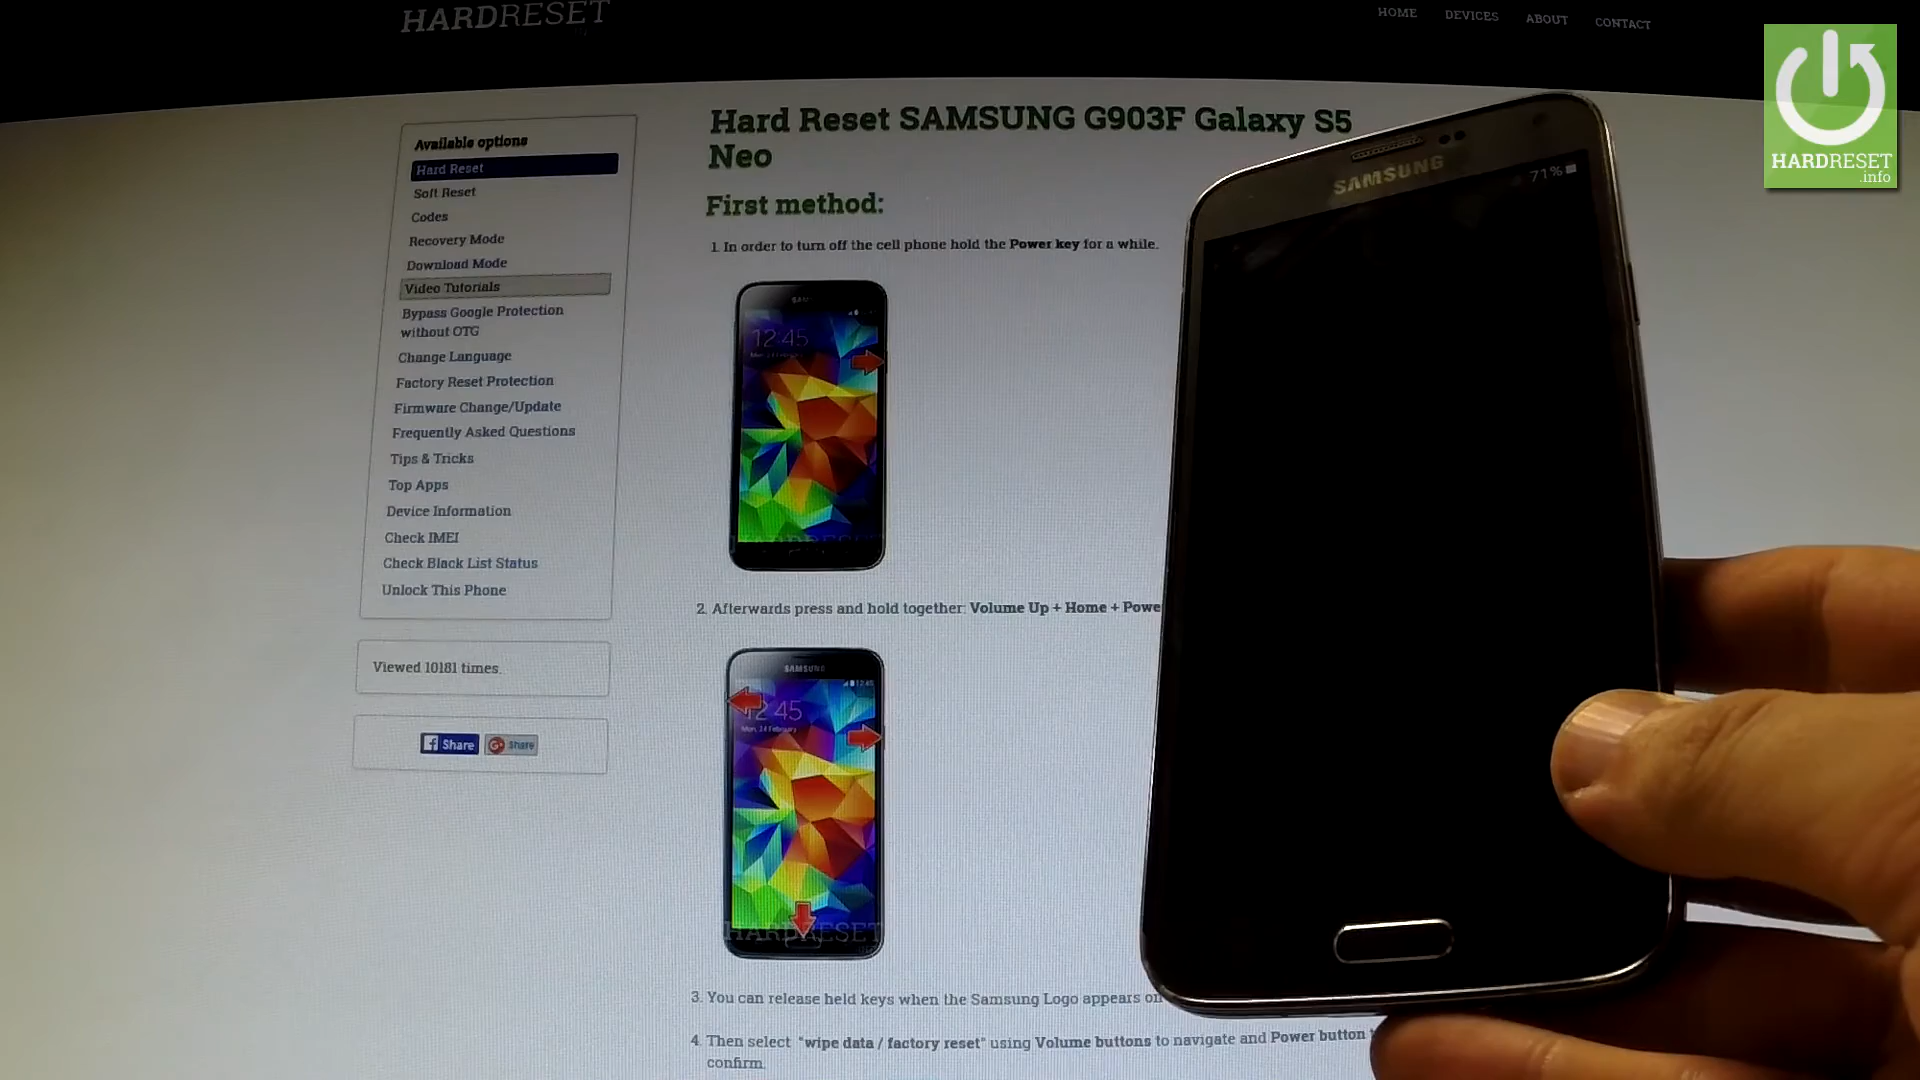 HARDRESET
HOME DEVICES ABOUT CONTACT
HARDRESET
.info
Available options
Hard Reset
Soft Reset
Codes
Recovery Mode
Download Mode
Video Tutorials
Bypass Google Protection
without OTG
Change Language
Factory Reset Protection
Firmware Change/Update
Frequently Asked Questions
Tips & Tricks
Top Apps
Device Information
Check IMEI
Check Black List Status
Unlock This Phone
Viewed 10181 times.
Share Share
Hard Reset SAMSUNG G903F Galaxy S5
Neo
First method:
1. In order to turn off the cell phone hold the Power key for a while.
12:45
2. Afterwards press and hold together: Volume Up + Home + Powe
SAMSUNG
12:45
12 45
Mon, 24 February
HARDRESET
3. You can release held keys when the Samsung Logo appears on
4. Then select "wipe data / factory reset" using Volume buttons to navigate and Power button
confirm.
SAMSUNG
71%